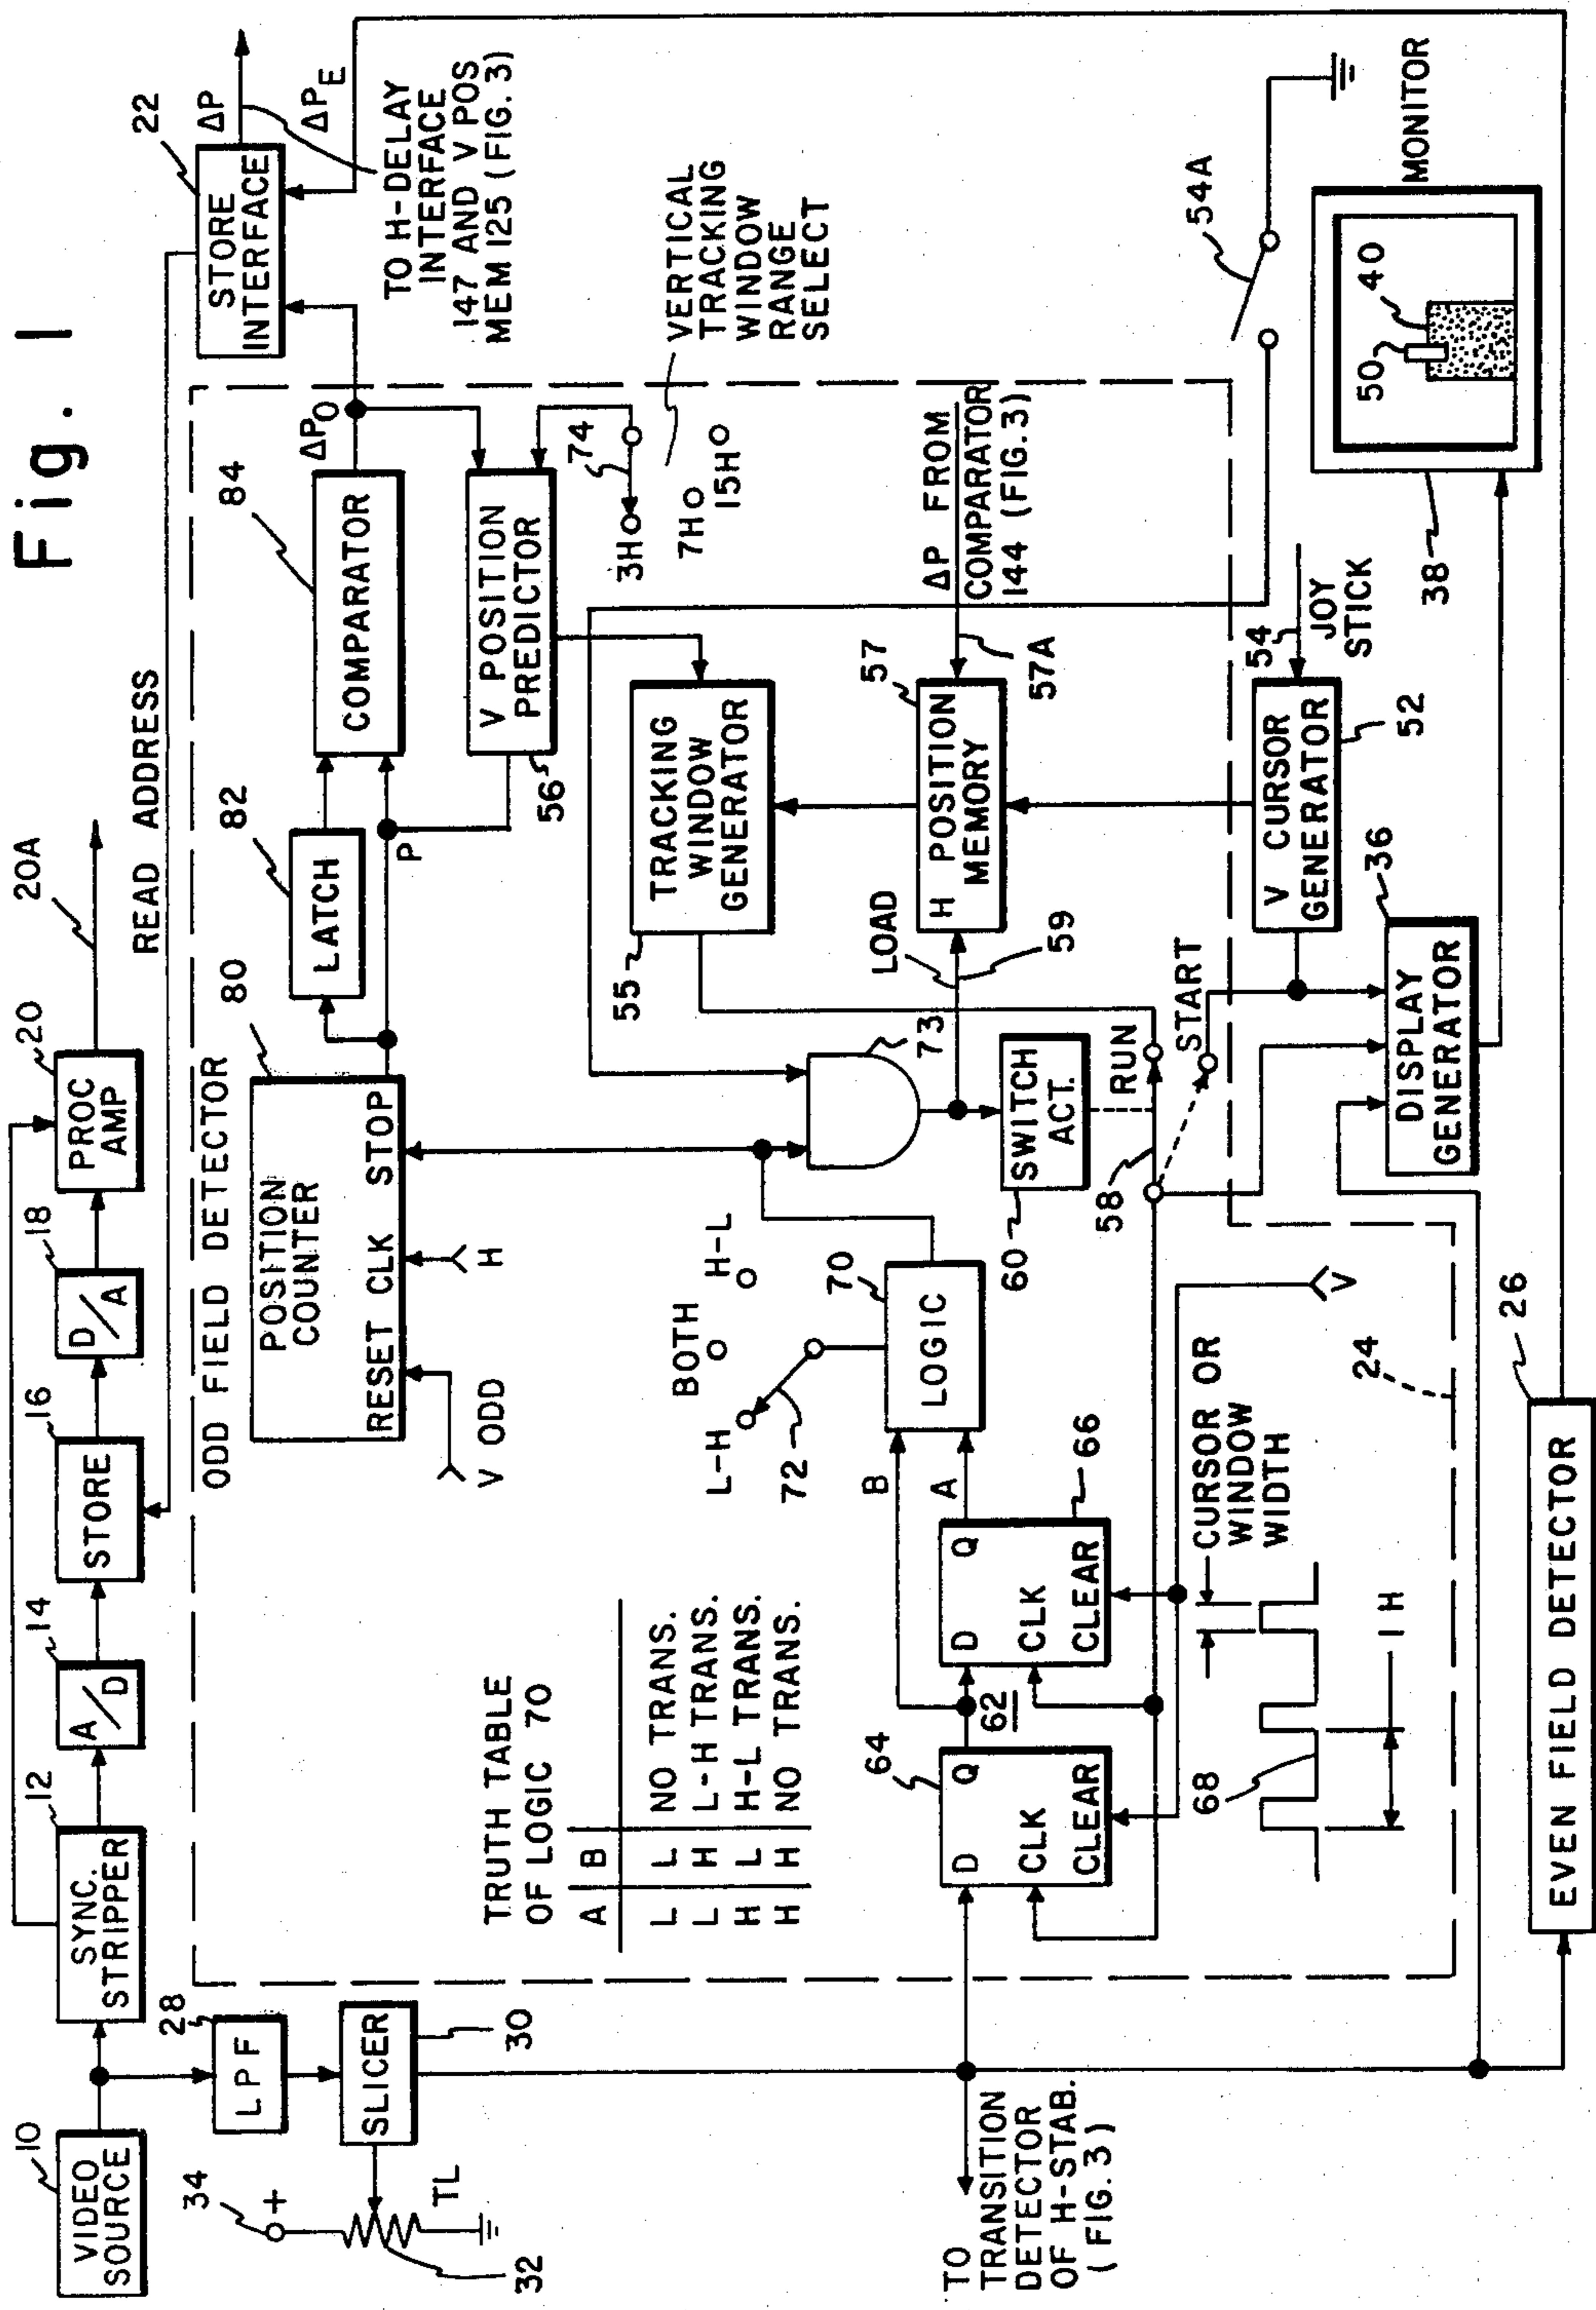 Fig. 1
10
VIDEO
SOURCE
12
SYNC.
STRIPPER
14
A/D
16
STORE
18
D/A
20
PROC
AMP
20A
READ ADDRESS
22
STORE
INTERFACE
ΔP
ΔPE
TO H-DELAY
INTERFACE
147 AND V POS
MEM 125 (FIG. 3)
28
LPF
30
SLICER
34
+
TL
32
ODD FIELD DETECTOR
80
POSITION
COUNTER
RESET CLK STOP
V ODD
H
82
LATCH
P
84
COMPARATOR
ΔPO
V POSITION
PREDICTOR
56
74
3H
7H
15H
VERTICAL
TRACKING
WINDOW
RANGE
SELECT
TRUTH TABLE
OF LOGIC 70
A B
L L NO TRANS.
L H L-H TRANS.
H L H-L TRANS.
H H NO TRANS.
L-H
BOTH
H-L
72
70
LOGIC
B
A
73
55
TRACKING
WINDOW
GENERATOR
57
H POSITION
MEMORY
LOAD
59
57A
ΔP FROM
COMPARATOR
144 (FIG.3)
54A
64
D Q
CLK
CLEAR
62
D Q
CLK
CLEAR
66
60
SWITCH
ACT.
RUN
START
58
V CURSOR
GENERATOR
52
54
JOY
STICK
36
DISPLAY
GENERATOR
38
MONITOR
50
40
68
1H
CURSOR OR
WINDOW
WIDTH
V
24
26
EVEN FIELD DETECTOR
TO
TRANSITION
DETECTOR
OF H-STAB.
(FIG.3)